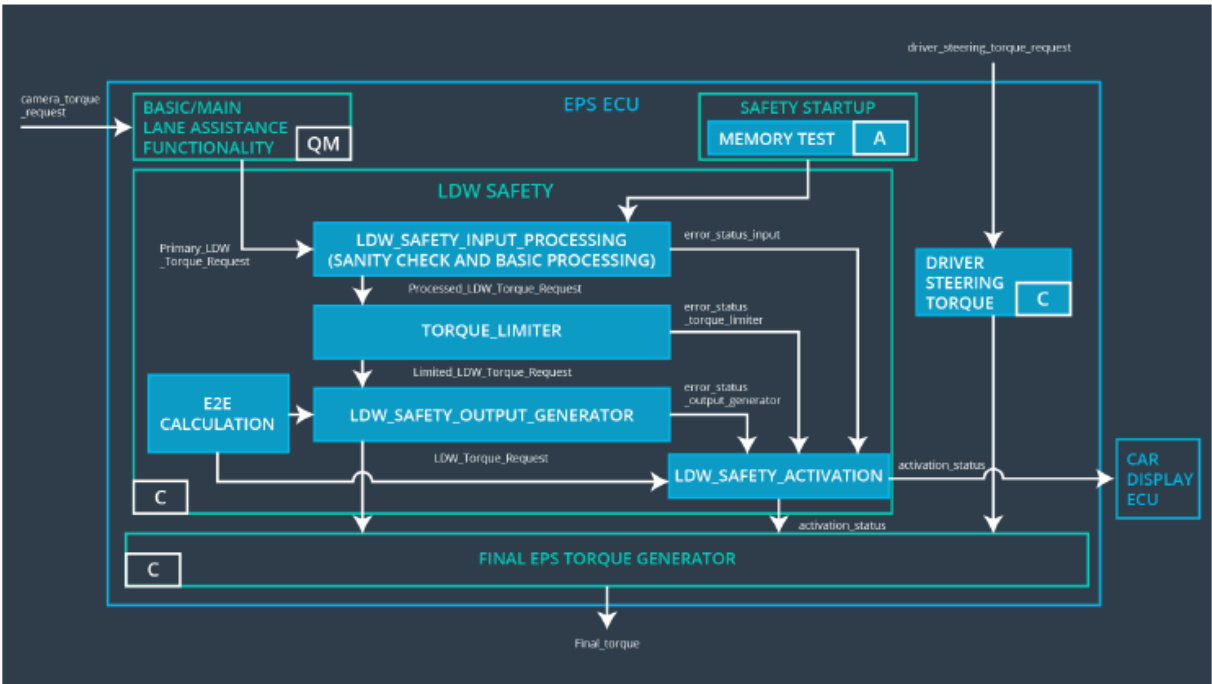 driver_steering_torque_request
camera_torque
_request
BASIC/MAIN
LANE ASSISTANCE
FUNCTIONALITY
QM
EPS ECU
SAFETY STARTUP
MEMORY TEST
A
LDW SAFETY
Primary_LDW
_Torque_Request
LDW_SAFETY_INPUT_PROCESSING
(SANITY CHECK AND BASIC PROCESSING)
error_status_input
DRIVER
STEERING
TORQUE
C
Processed_LDW_Torque_Request
TORQUE_LIMITER
error_status
_torque_limiter
Limited_LDW_Torque_Request
E2E
CALCULATION
LDW_SAFETY_OUTPUT_GENERATOR
error_status
_output_generator
LDW_Torque_Request
LDW_SAFETY_ACTIVATION
activation_status
CAR
DISPLAY
ECU
C
activation_status
FINAL EPS TORQUE GENERATOR
C
Final_torque